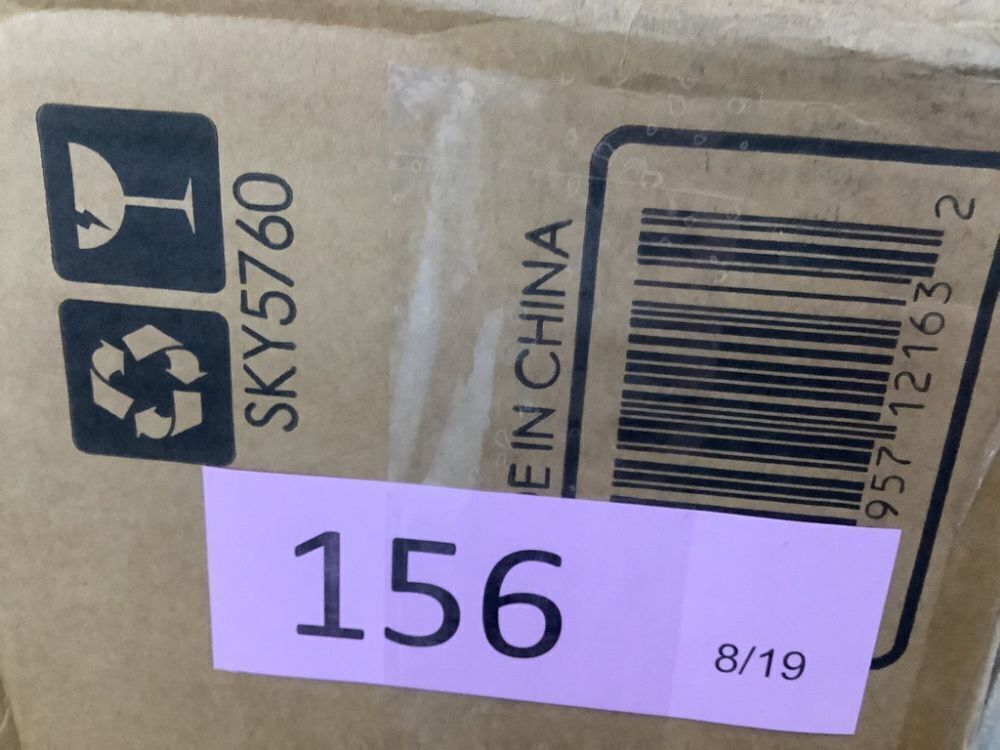 SKY5760
DE IN CHINA
957 12163 2
156
8/19